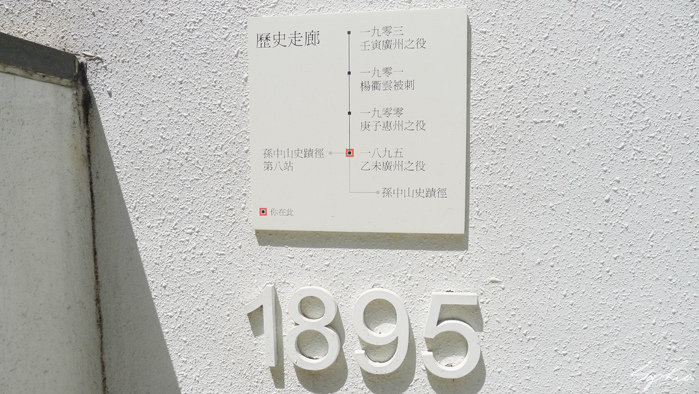 歷史走廊
一九零三
壬寅廣州之役
一九零一
楊衢雲被刺
一九零零
庚子惠州之役
孫中山史蹟徑
第八站
一八九五
乙未廣州之役
孫中山史蹟徑
你在此
1895